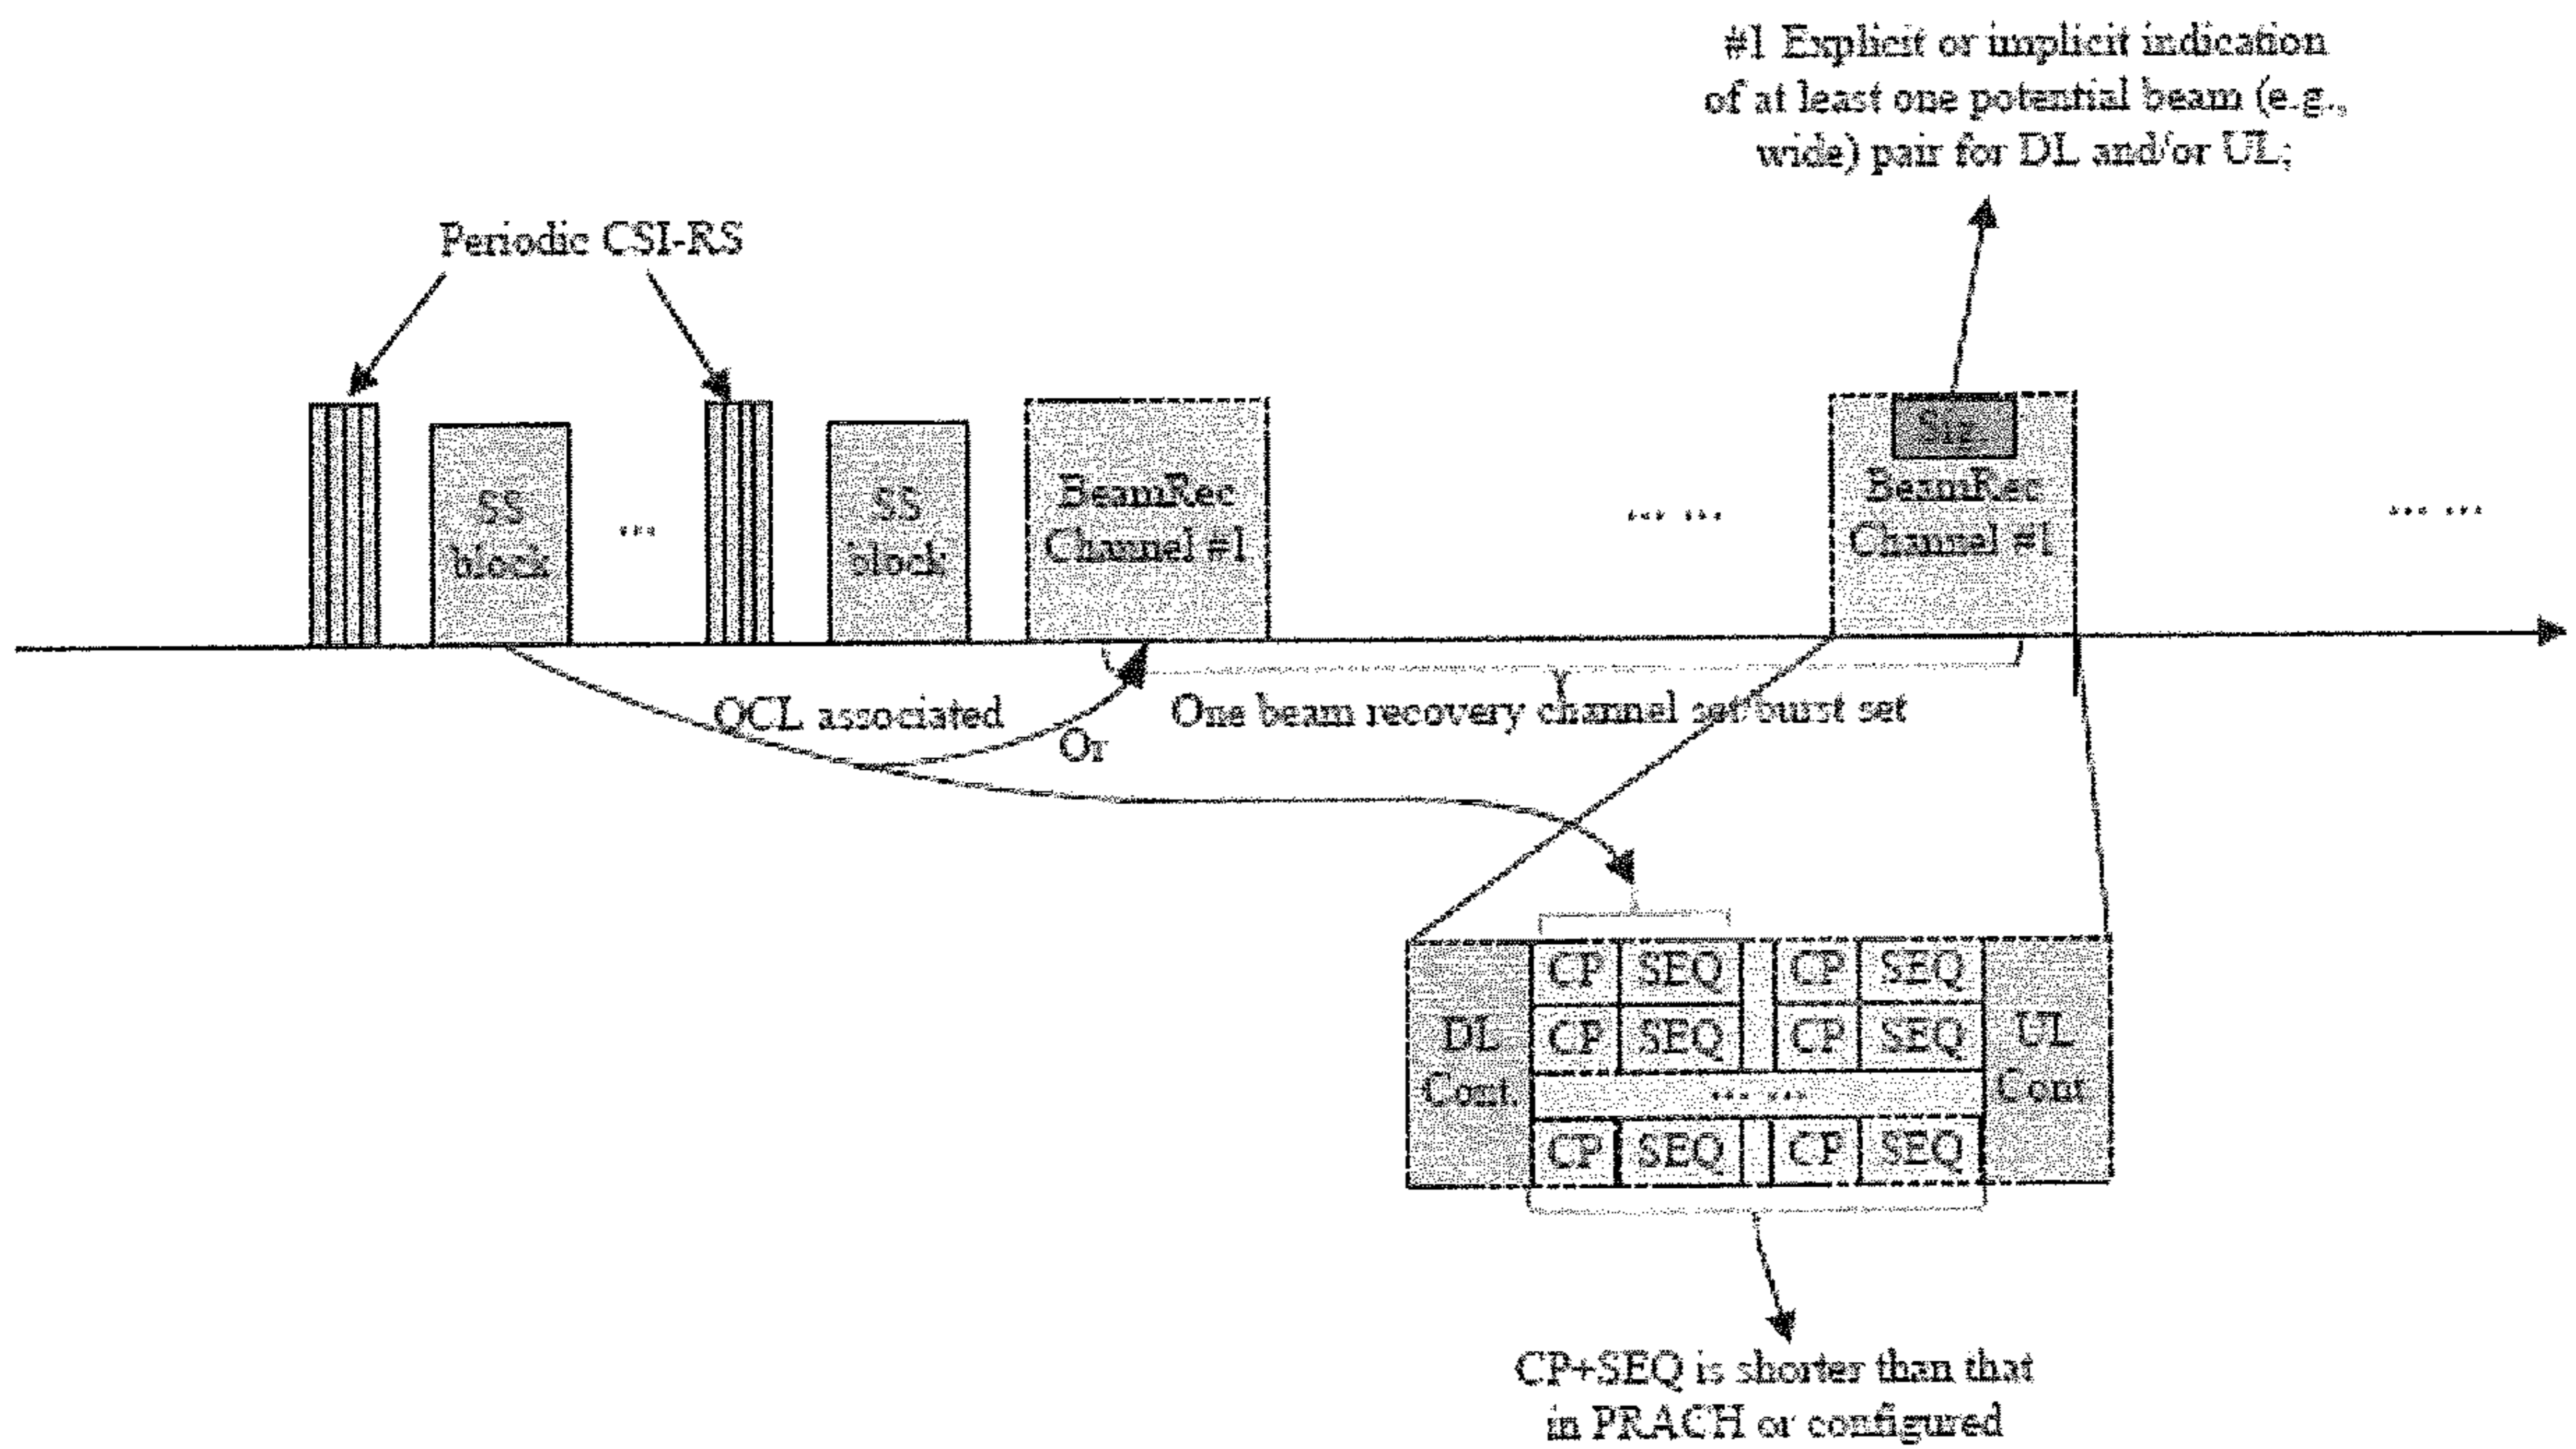 #1 Explicit or implicit indication
of at least one potential beam (e.g.,
wide) pair for DL and/or UL;
Periodic CSI-RS
SS
block
...
SS
block
BeamRec
Channel #1
... ...
Sig.
BeamRec
Channel #1
... ...
QCL associated
Or
One beam recovery channel set/burst set
DL
Cont.
CP SEQ CP SEQ
CP SEQ CP SEQ
... ...
CP SEQ CP SEQ
UL
Cont
CP+SEQ is shorter than that
in PRACH or configured